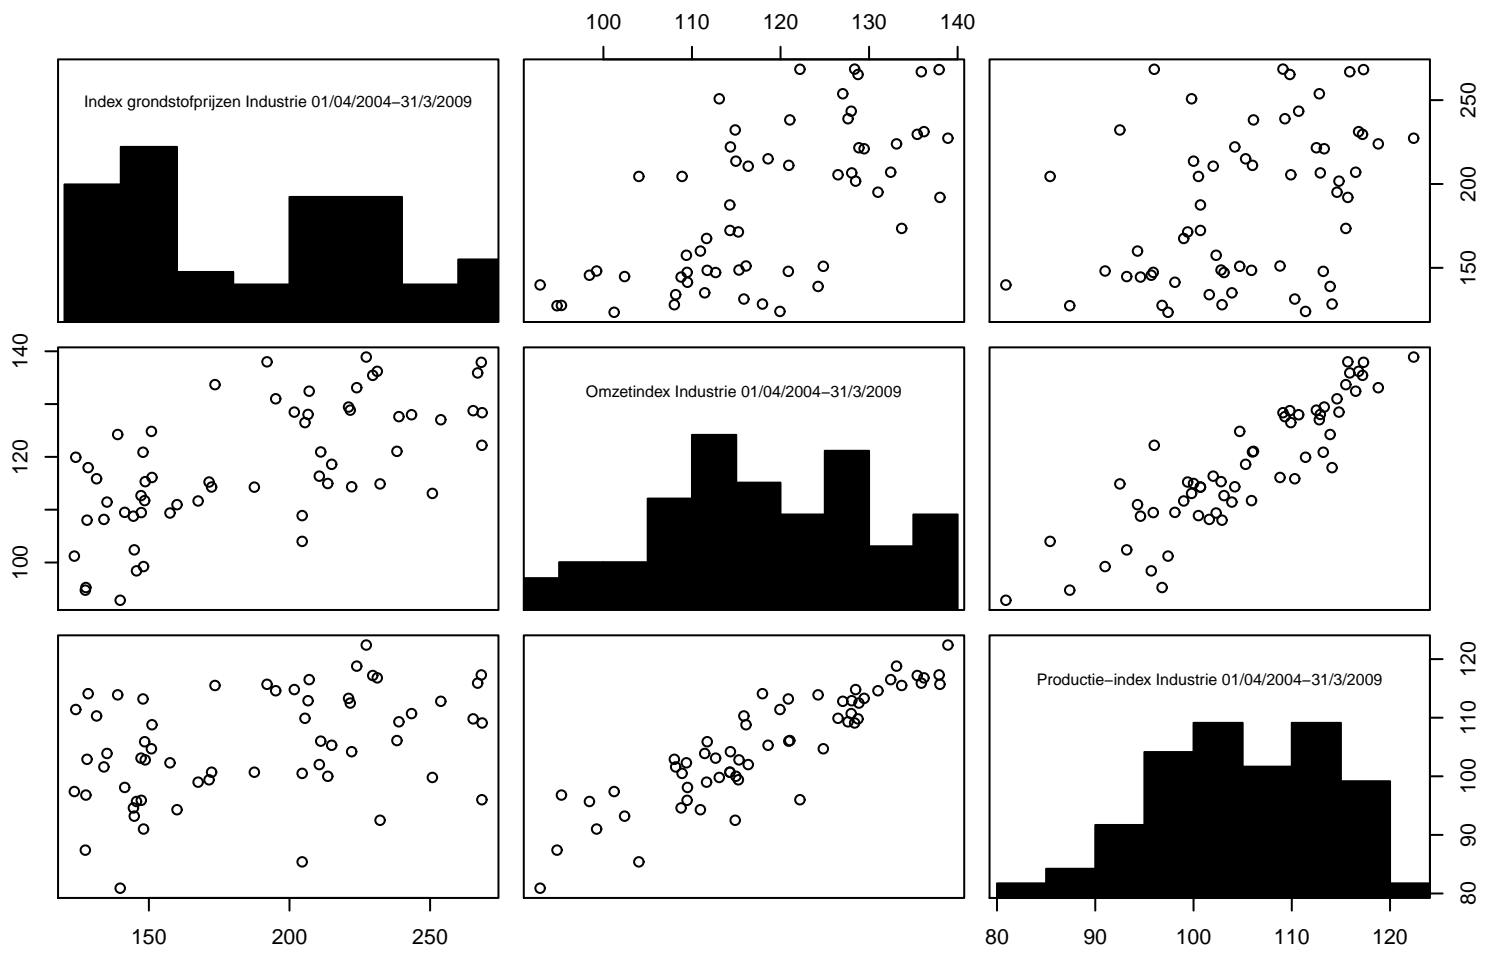 100 110 120 130 140
Index grondstofprijzen Industrie 01/04/2004–31/3/2009
150 200 250
100 120 140
Omzetindex Industrie 01/04/2004–31/3/2009
Productie–index Industrie 01/04/2004–31/3/2009
80 90 100 110 120
150 200 250
80 90 100 110 120